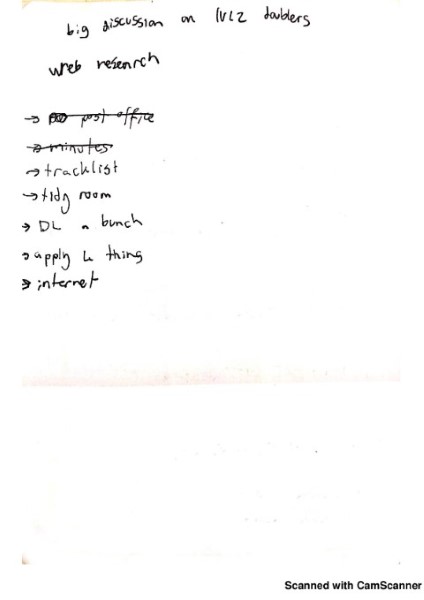 big discussion on lvl2 doublers
web research
→ post office
→ minutes
→ tracklist
→ tidy room
→ DL a bunch
→ apply 4 thing
→ internet
Scanned with CamScanner